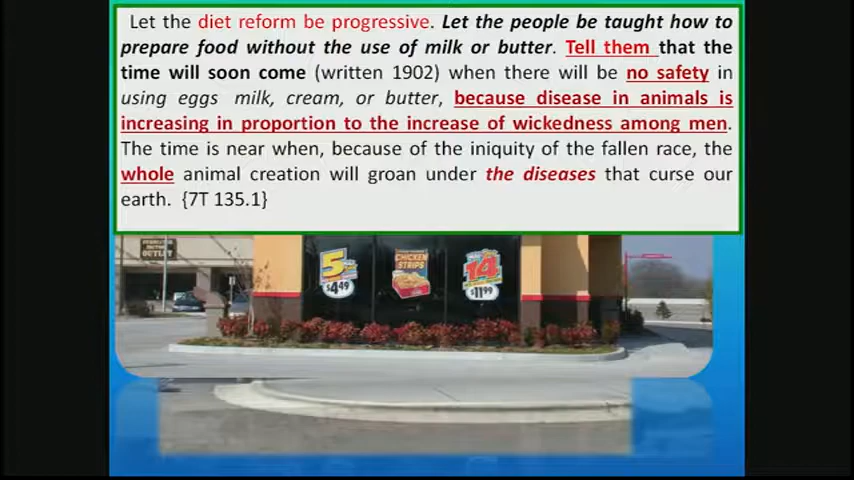 Let the diet reform be progressive. Let the people be taught how to
prepare food without the use of milk or butter. Tell them that the
time will soon come (written 1902) when there will be no safety in
using eggs milk, cream, or butter, because disease in animals is
increasing in proportion to the increase of wickedness among men.
The time is near when, because of the iniquity of the fallen race, the
whole animal creation will groan under the diseases that curse our
earth. {7T 135.1}
OUTLET
5
$4.49
CHICKEN
STRIPS
14
$11.99